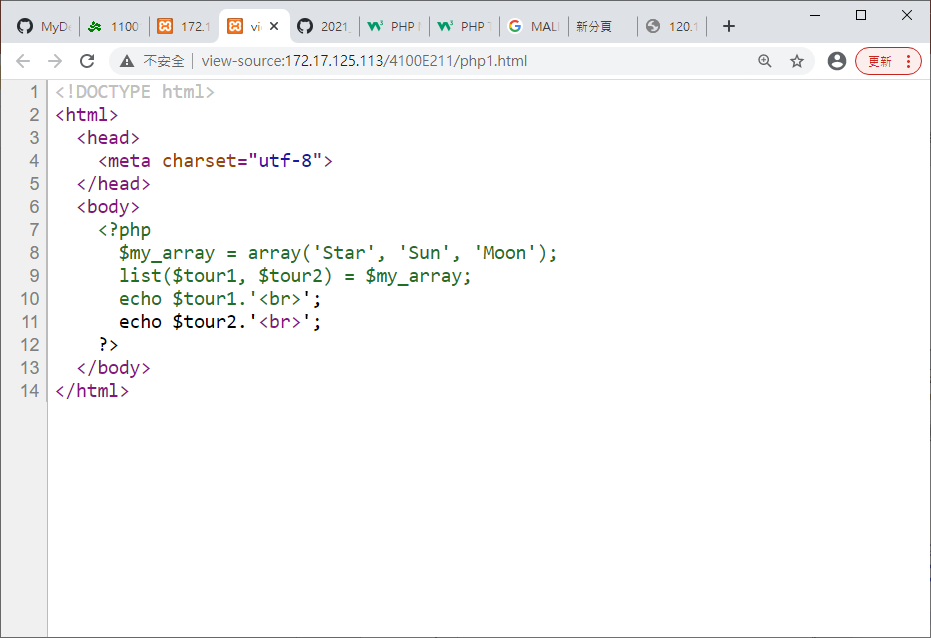 MyD
1100
172.1
vi
2021_
PHP
PHP
MAL
新分頁
120.1
不安全 view-source:172.17.125.113/4100E211/php1.html 更新
1 <!DOCTYPE html>
2 <html>
3 <head>
4 <meta charset="utf-8">
5 </head>
6 <body>
7 <?php
8 $my_array = array('Star', 'Sun', 'Moon');
9 list($tour1, $tour2) = $my_array;
10 echo $tour1.'<br>';
11 echo $tour2.'<br>';
12 ?>
13 </body>
14 </html>